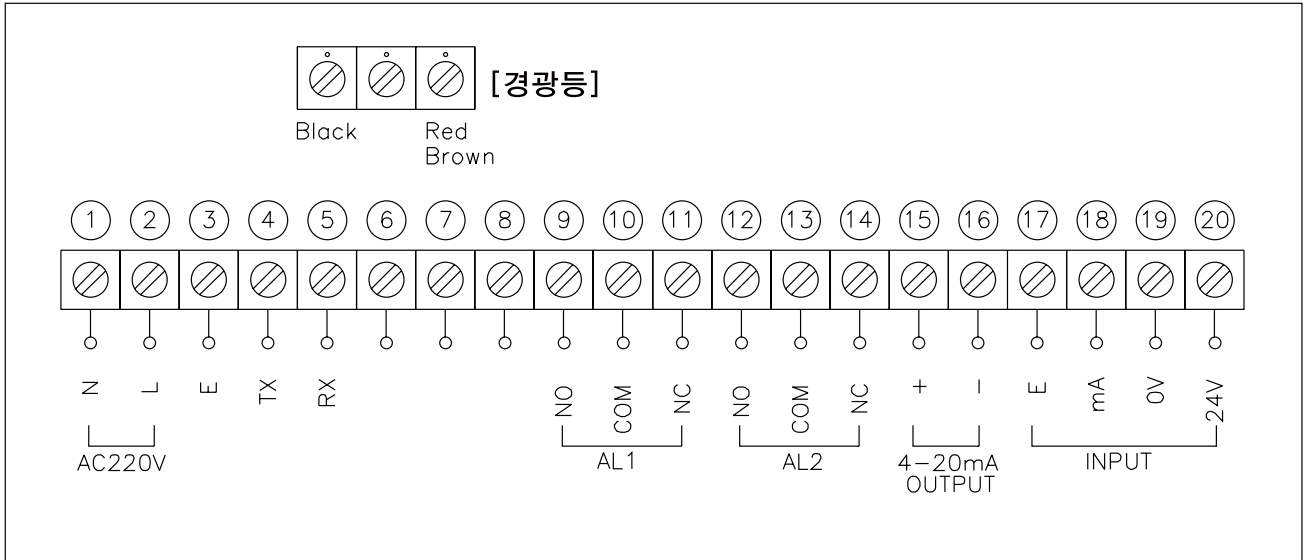 [경광등]
Black Red
Brown
1 2 3 4 5 6 7 8 9 10 11 12 13 14 15 16 17 18 19 20
N L E TX RX NO COM NC NO COM NC + − E mA 0V 24V
AC220V AL1 AL2 4−20mA INPUT
OUTPUT